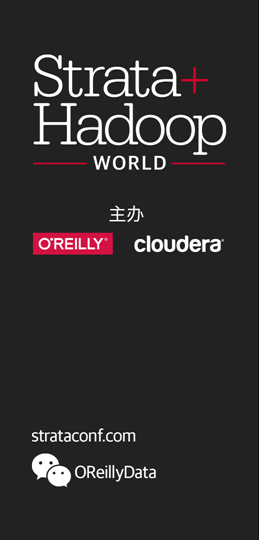 Strata+
Hadoop
WORLD
主办
O'REILLY® cloudera®
strataconf.com
OReillyData